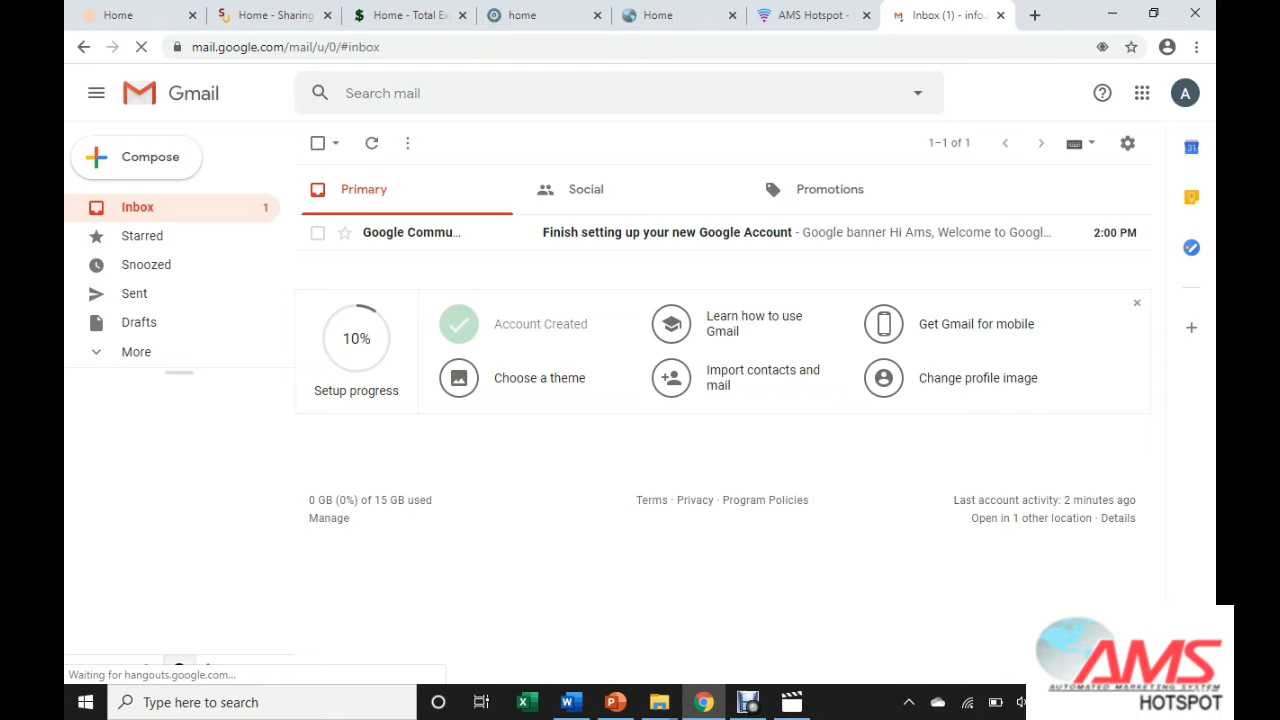 Home
Home - Sharing
Home - Total Ex
home
Home
AMS Hotspot -
Inbox (1) - info.
mail.google.com/mail/u/0/#inbox
Gmail
Search mail
A
Compose
1–1 of 1
Primary
Social
Promotions
31
Inbox 1
Google Commu... Finish setting up your new Google Account - Google banner Hi Ams, Welcome to Googl... 2:00 PM
Starred
Snoozed
Sent
Drafts
More
10%
Setup progress
Account Created
Learn how to use
Gmail
Get Gmail for mobile
Choose a theme
Import contacts and
mail
Change profile image
0 GB (0%) of 15 GB used
Manage
Terms · Privacy · Program Policies
Last account activity: 2 minutes ago
Open in 1 other location · Details
Waiting for hangouts.google.com...
Type here to search
AMS
AUTOMATED MARKETING SYSTEM
HOTSPOT